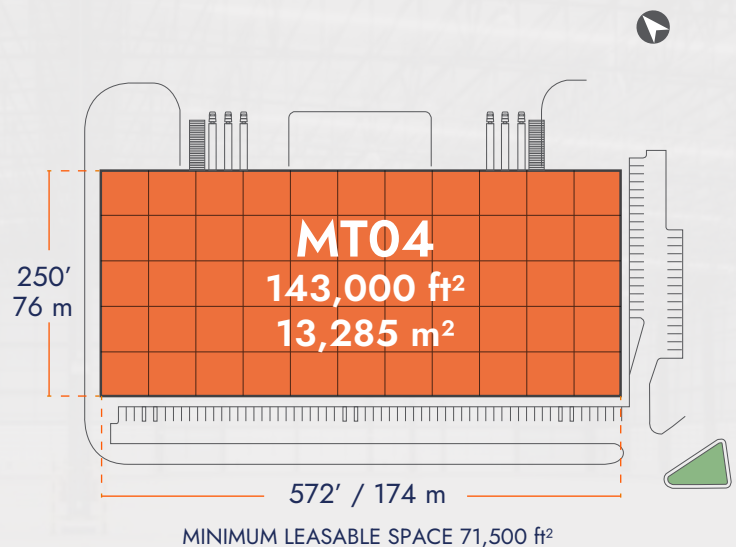 MT04
143,000 ft²
13,285 m²
250’
76 m
572’ / 174 m
MINIMUM LEASABLE SPACE 71,500 ft²